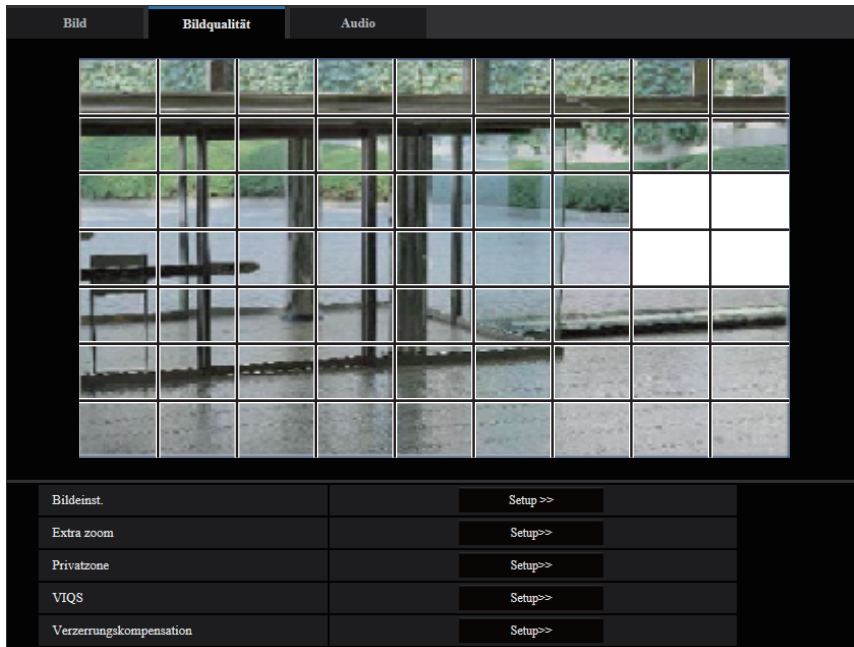 Bild Bildqualität Audio
Bildeinst. Setup >>
Extra zoom Setup>>
Privatzone Setup>>
VIQS Setup>>
Verzerrungskompensation Setup>>